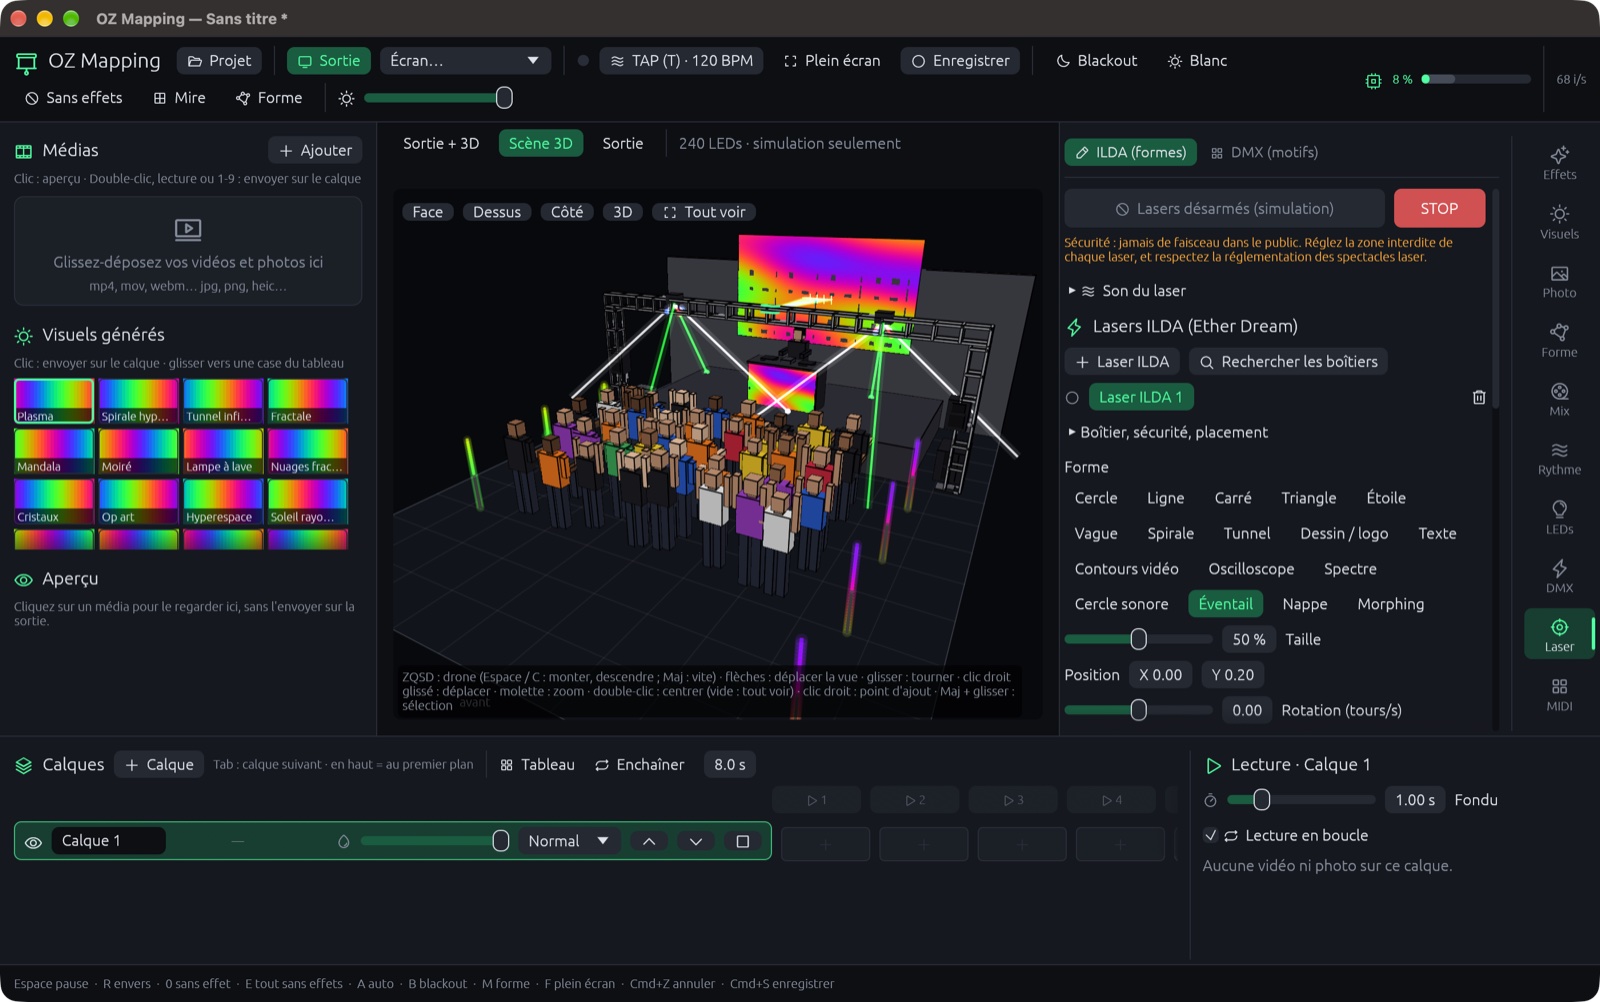 OZ Mapping — Sans titre *
OZ Mapping
Projet
Sortie
Écran…
TAP (T) · 120 BPM
Plein écran
Enregistrer
Blackout
Blanc
8 %
68 i/s
Sans effets
Mire
Forme
Médias
Ajouter
Clic : aperçu · Double-clic, lecture ou 1-9 : envoyer sur le calque
Glissez-déposez vos vidéos et photos ici
mp4, mov, webm… jpg, png, heic…
Visuels générés
Clic : envoyer sur le calque · glisser vers une case du tableau
Plasma
Spirale hyp…
Tunnel infi…
Fractale
Mandala
Moiré
Lampe à lave
Nuages frac…
Cristaux
Op art
Hyperespace
Soleil rayo…
Aperçu
Cliquez sur un média pour le regarder ici, sans l'envoyer sur la
sortie.
Sortie + 3D
Scène 3D
Sortie
240 LEDs · simulation seulement
Face
Dessus
Côté
3D
Tout voir
ZQSD : drone (Espace / C : monter, descendre ; Maj : vite) · flèches : déplacer la vue · glisser : tourner · clic droit
glissé : déplacer · molette : zoom · double-clic : centrer (vide : tout voir) · clic droit : point d'ajout · Maj + glisser :
sélection
avant
ILDA (formes)
DMX (motifs)
Lasers désarmés (simulation)
STOP
Sécurité : jamais de faisceau dans le public. Réglez la zone interdite de
chaque laser, et respectez la réglementation des spectacles laser.
Son du laser
Lasers ILDA (Ether Dream)
Laser ILDA
Rechercher les boîtiers
Laser ILDA 1
Boîtier, sécurité, placement
Forme
Cercle
Ligne
Carré
Triangle
Étoile
Vague
Spirale
Tunnel
Dessin / logo
Texte
Contours vidéo
Oscilloscope
Spectre
Cercle sonore
Éventail
Nappe
Morphing
50 %
Taille
Position
X 0.00
Y 0.20
0.00
Rotation (tours/s)
Effets
Visuels
Photo
Forme
Mix
Rythme
LEDs
DMX
Laser
MIDI
Calques
Calque
Tab : calque suivant · en haut = au premier plan
Tableau
Enchaîner
8.0 s
1
2
3
4
Calque 1
—
Normal
Lecture · Calque 1
1.00 s
Fondu
Lecture en boucle
Aucune vidéo ni photo sur ce calque.
Espace pause · R envers · 0 sans effet · E tout sans effets · A auto · B blackout · M forme · F plein écran · Cmd+Z annuler · Cmd+S enregistrer